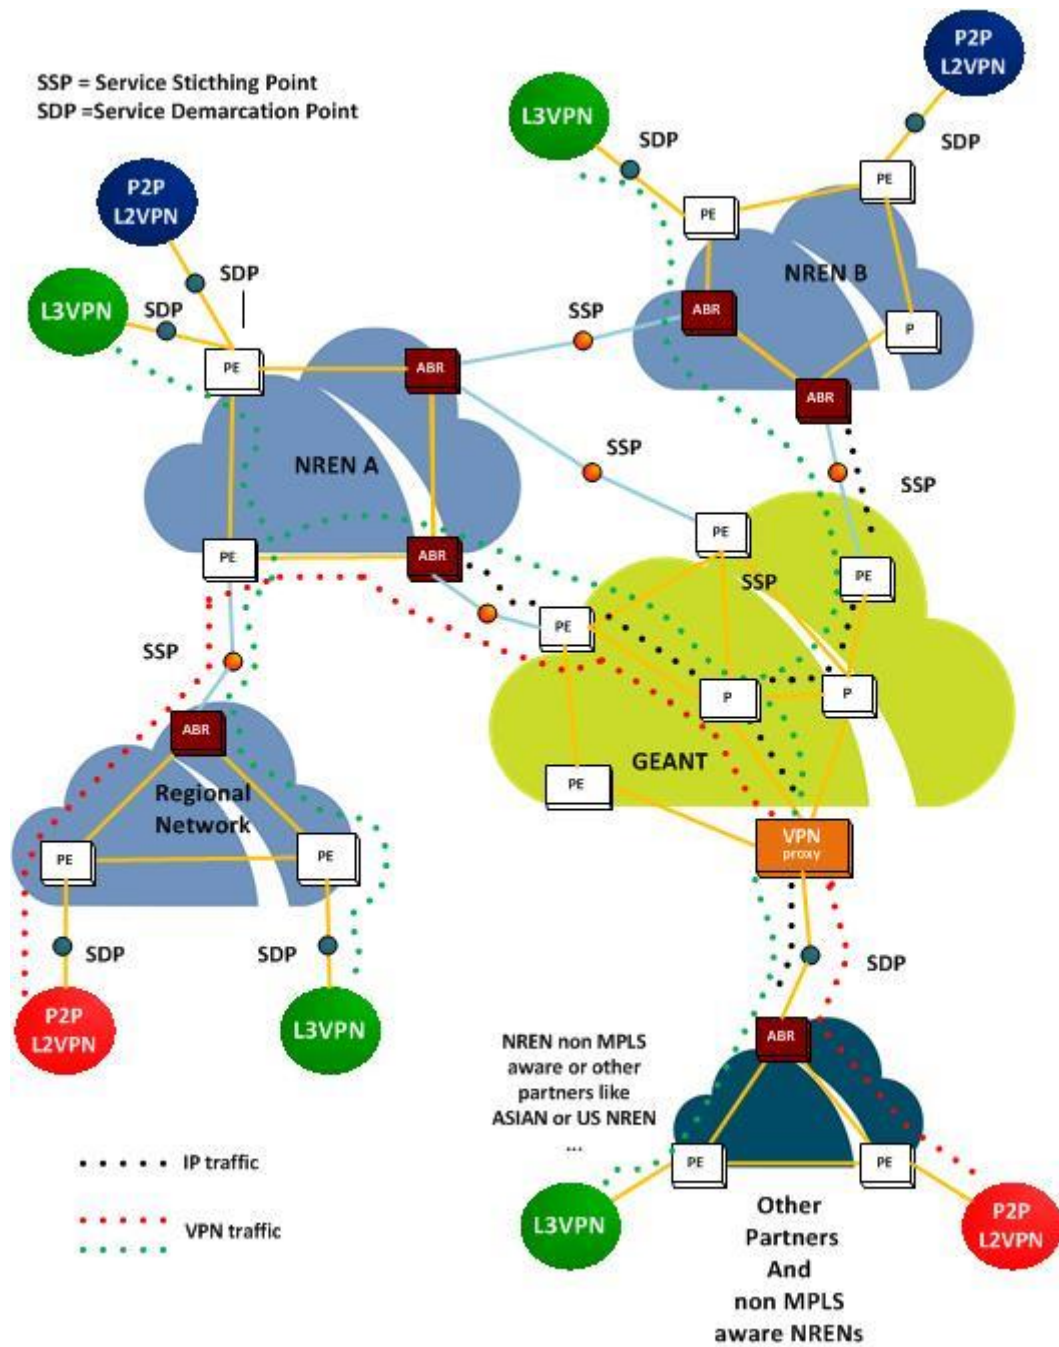 SSP = Service Sticthing Point
SDP =Service Demarcation Point
P2P
L2VPN
L3VPN
SDP
SDP
PE
PE
P2P
L2VPN
SDP
L3VPN
SDP
NREN B
ABR
P
SSP
PE
ABR
ABR
NREN A
SSP
SSP
PE
PE
ABR
SSP
PE
PE
SSP
P
P
ABR
GEANT
PE
Regional
Network
VPN
proxy
PE
PE
SDP
SDP
SDP
P2P
L2VPN
L3VPN
NREN non MPLS
aware or other
partners like
ASIAN or US NREN
...
ABR
IP traffic
PE
PE
VPN traffic
L3VPN
P2P
L2VPN
Other
Partners
And
non MPLS
aware NRENs